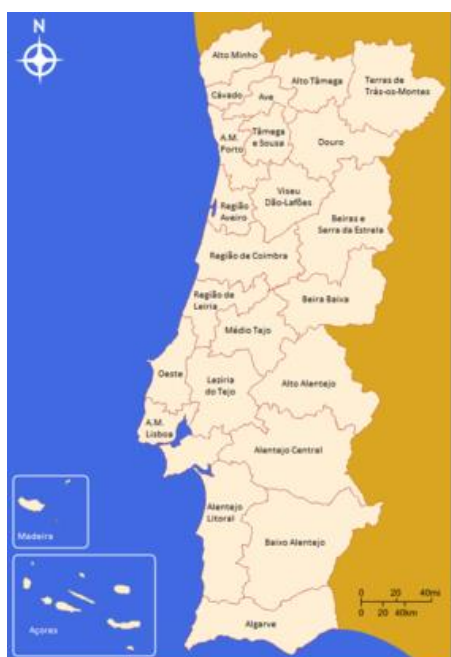 N
Alto Minho
Alto Tâmega
Terras de
Trás-os-Montes
Cávado
Ave
A.M.
Porto
Tâmega
e Sousa
Douro
Viseu
Dão-Lafões
Região
Aveiro
Beiras e
Serra da Estrela
Região de Coimbra
Região de
Leiria
Beira Baixa
Médio Tejo
Oeste
Lezíria
do Tejo
Alto Alentejo
A.M.
Lisboa
Alentejo Central
Alentejo
Litoral
Baixo Alentejo
Madeira
Açores
Algarve
0 20 40mi
0 20 40km